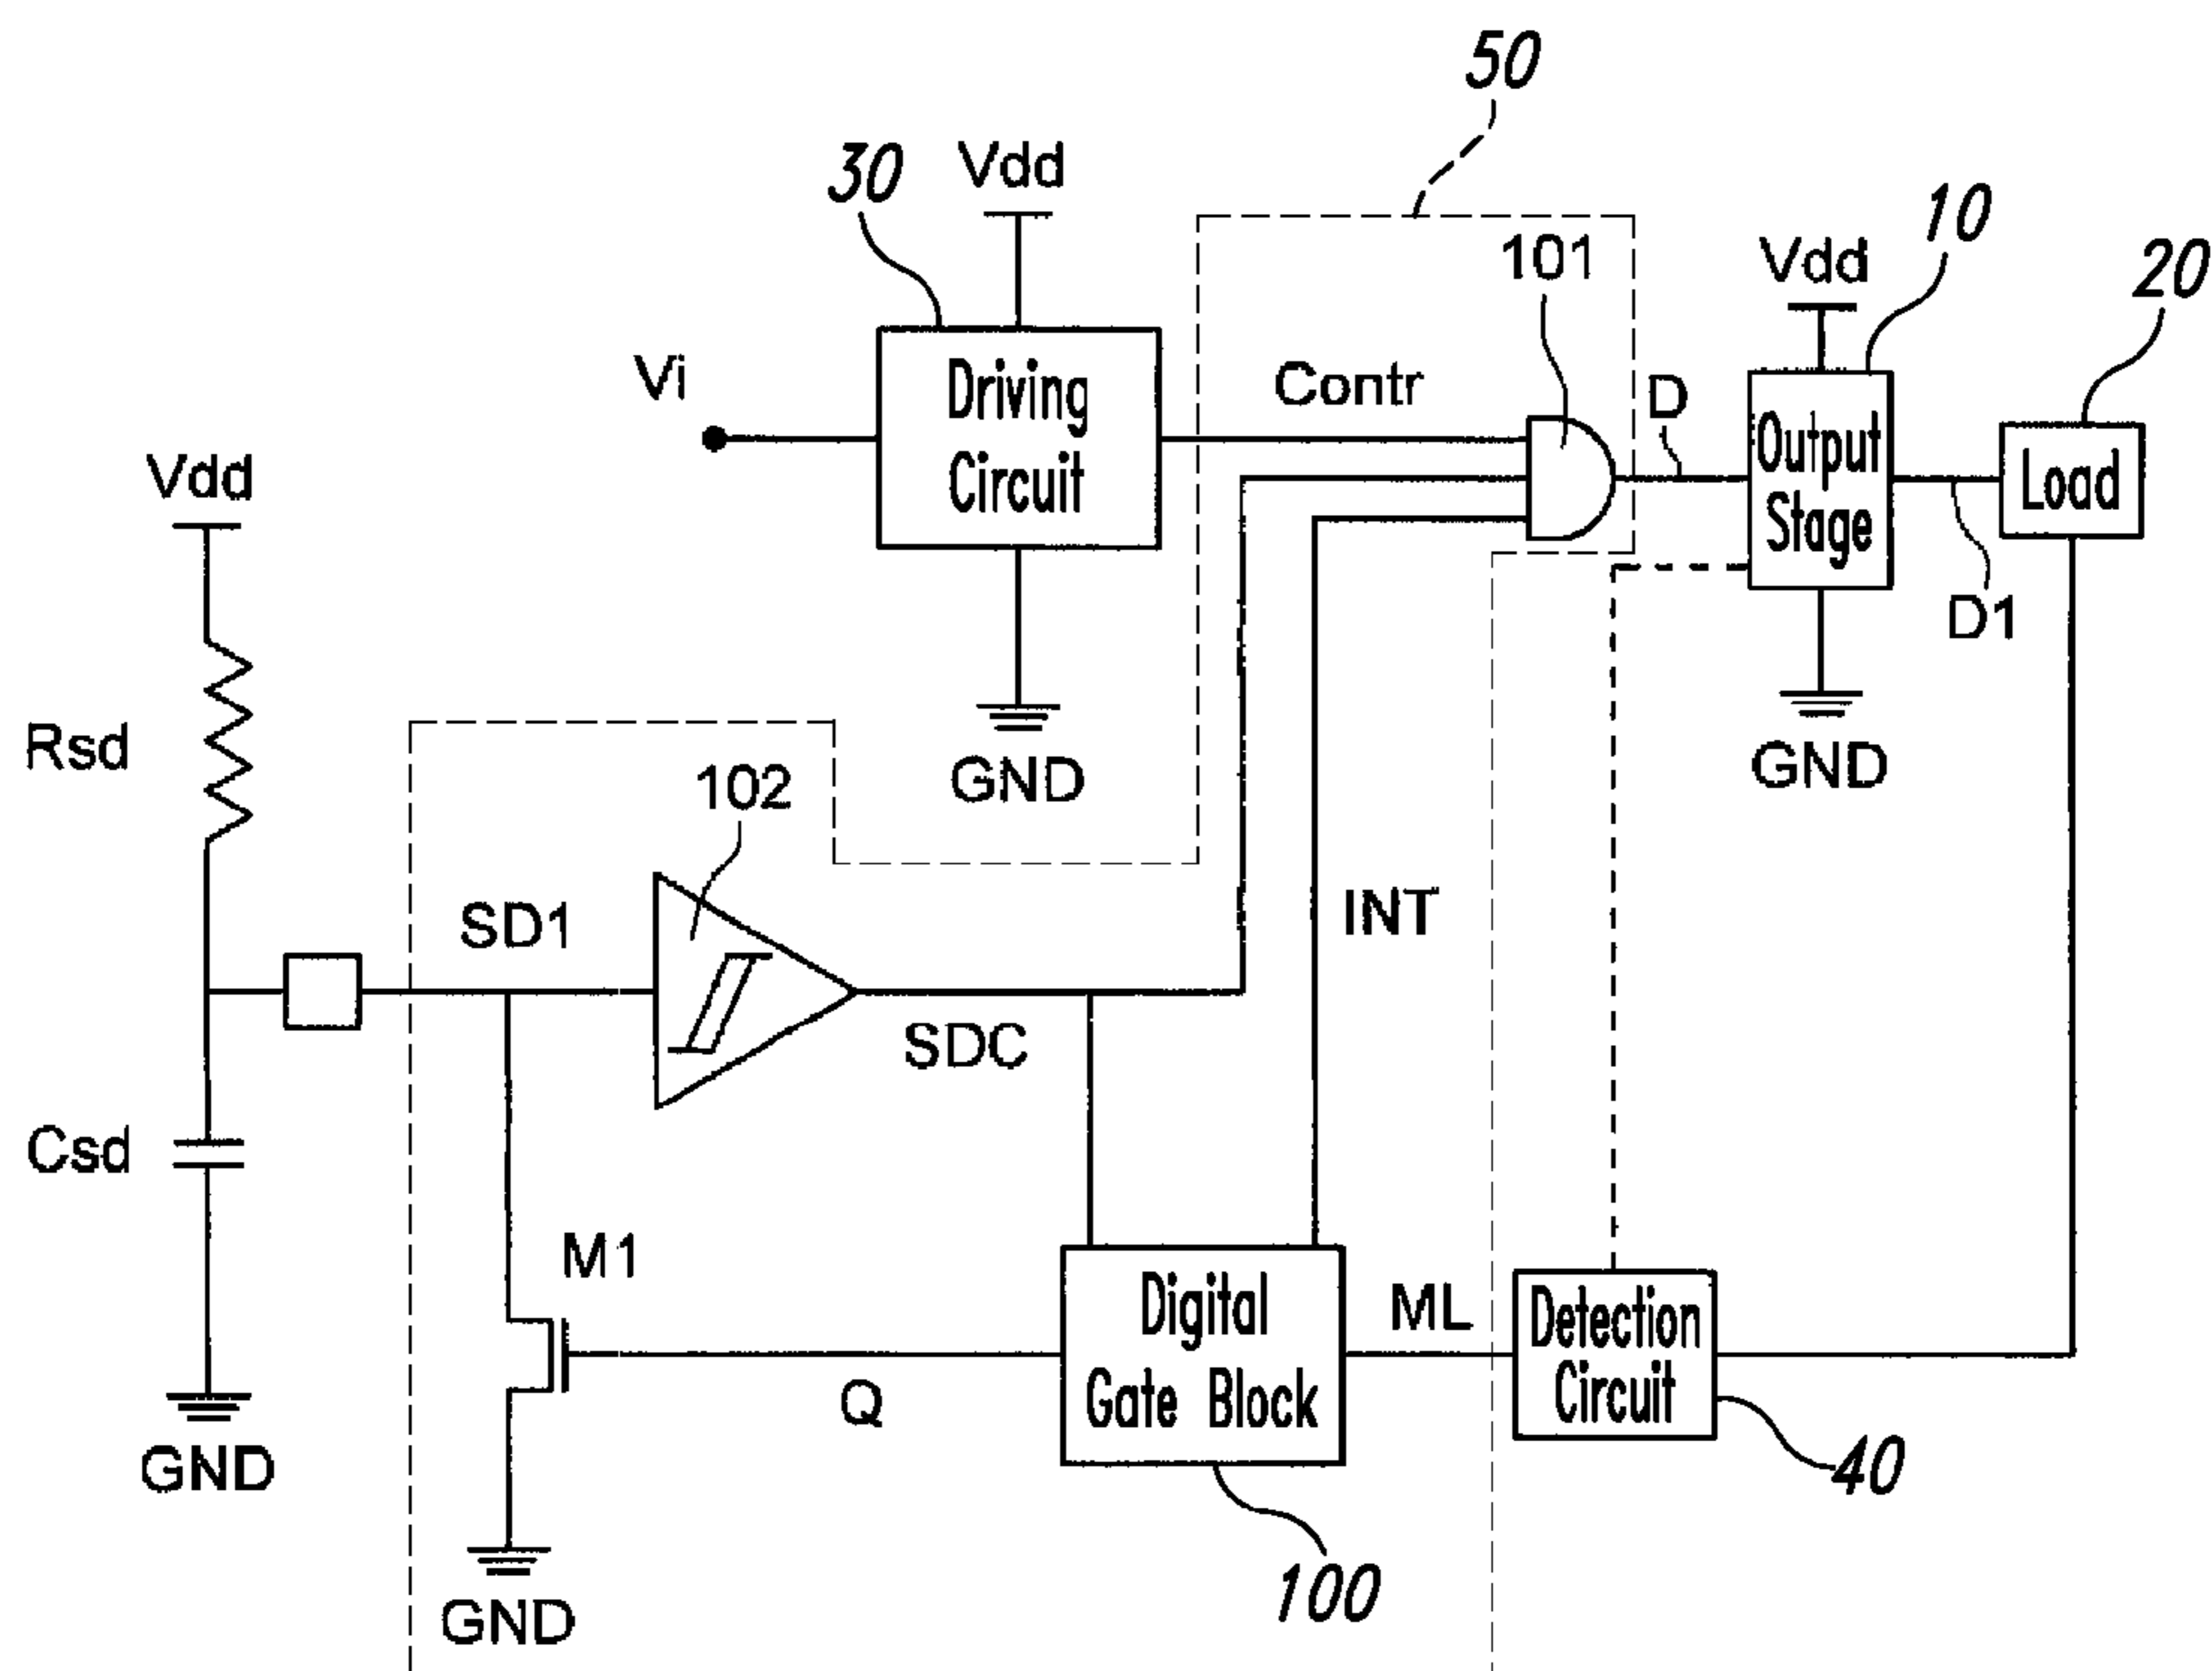 50
30
Vdd
10
101
Vdd
20
Vi
Driving
Circuit
Contr
D
Output
Stage
Load
Vdd
D1
Rsd
GND
GND
102
SD1
INT
SDC
Csd
M1
Digital
Gate Block
ML
Detection
Circuit
Q
GND
40
100
GND